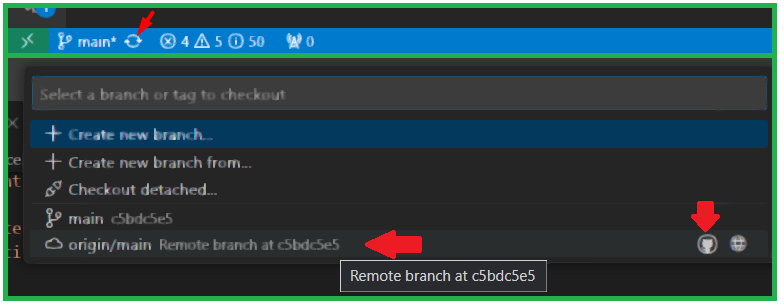 main* 4 5 50 0
Select a branch or tag to checkout
Create new branch...
Create new branch from...
Checkout detached...
main c5bdc5e5
origin/main Remote branch at c5bdc5e5
Remote branch at c5bdc5e5